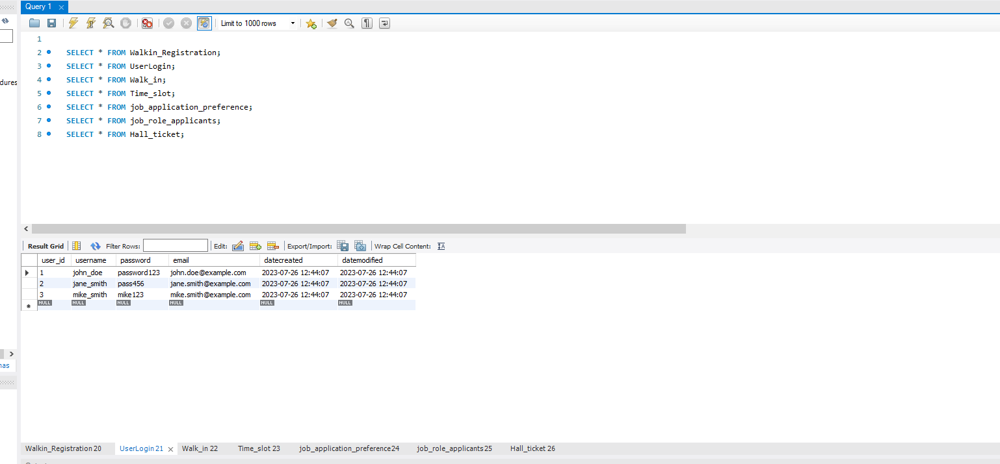 Query 1
Limit to 1000 rows
1
2 SELECT * FROM Walkin_Registration;
3 SELECT * FROM UserLogin;
dures
4 SELECT * FROM Walk_in;
5 SELECT * FROM Time_slot;
6 SELECT * FROM job_application_preference;
7 SELECT * FROM job_role_applicants;
8 SELECT * FROM Hall_ticket;
Result Grid Filter Rows: Edit: Export/Import: Wrap Cell Content:
user_id username password email datecreated datemodified
1 john_doe password123 john.doe@example.com 2023-07-26 12:44:07 2023-07-26 12:44:07
2 jane_smith pass456 jane.smith@example.com 2023-07-26 12:44:07 2023-07-26 12:44:07
3 mike_smith mike123 mike.smith@example.com 2023-07-26 12:44:07 2023-07-26 12:44:07
NULL NULL NULL NULL NULL NULL
nas
Walkin_Registration 20 UserLogin 21 Walk_in 22 Time_slot 23 job_application_preference 24 job_role_applicants 25 Hall_ticket 26